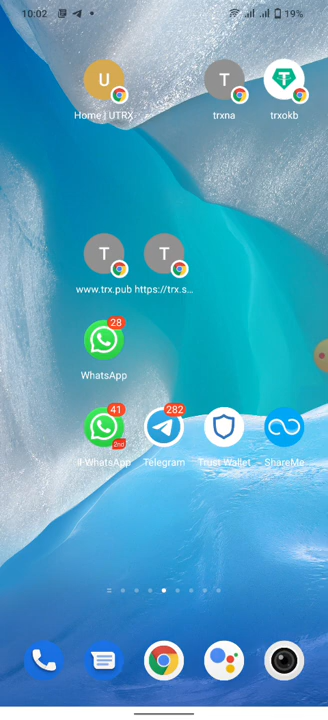 10:02
19%
U
T
T
Home | UTRX
trxna
trxokb
T
T
www.trx.pub
https://trx.s...
28
WhatsApp
41
282
2nd
II·WhatsApp
Telegram
Trust Wallet
ShareMe